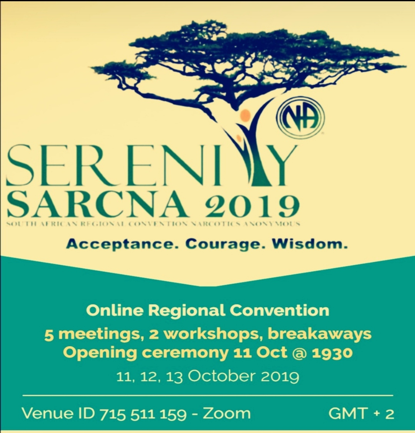 NA
SERENITY
SARCNA 2019
SOUTH AFRICAN REGIONAL CONVENTION NARCOTICS ANONYMOUS
Acceptance. Courage. Wisdom.
Online Regional Convention
5 meetings, 2 workshops, breakaways
Opening ceremony 11 Oct @ 1930
11, 12, 13 October 2019
Venue ID 715 511 159 - Zoom GMT + 2